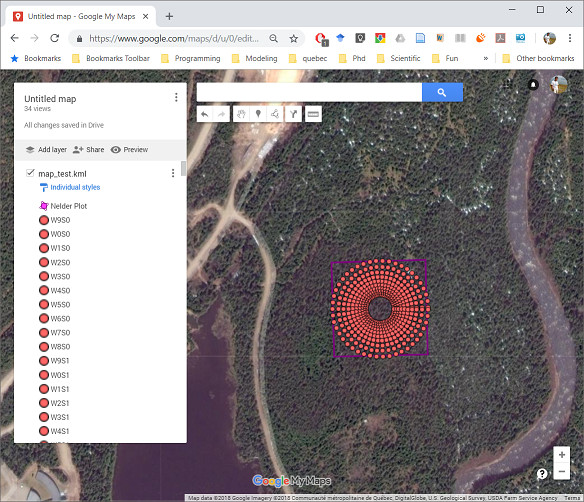 Untitled map - Google My Maps
https://www.google.com/maps/d/u/0/edit...
1
Bookmarks Bookmarks Toolbar Programming Modeling quebec Phd Scientific Fun » Other bookmarks
Untitled map
34 views
All changes saved in Drive
Add layer Share Preview
map_test.kml
Individual styles
Nelder Plot
W9S0
W0S0
W1S0
W2S0
W3S0
W4S0
W5S0
W6S0
W7S0
W8S0
W9S1
W0S1
W1S1
W2S1
W3S1
W4S1
Google My Maps
Map data ©2018 Google Imagery ©2018 Communauté métropolitaine de Québec, DigitalGlobe, U.S. Geological Survey, USDA Farm Service Agency Terms